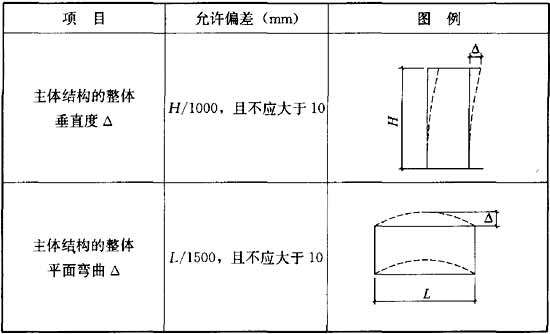 项 目
允许偏差（mm）
图 例
主体结构的整体
垂直度 Δ
H/1000，且不应大于 10
Δ
H
主体结构的整体
平面弯曲 Δ
L/1500，且不应大于 10
Δ
L